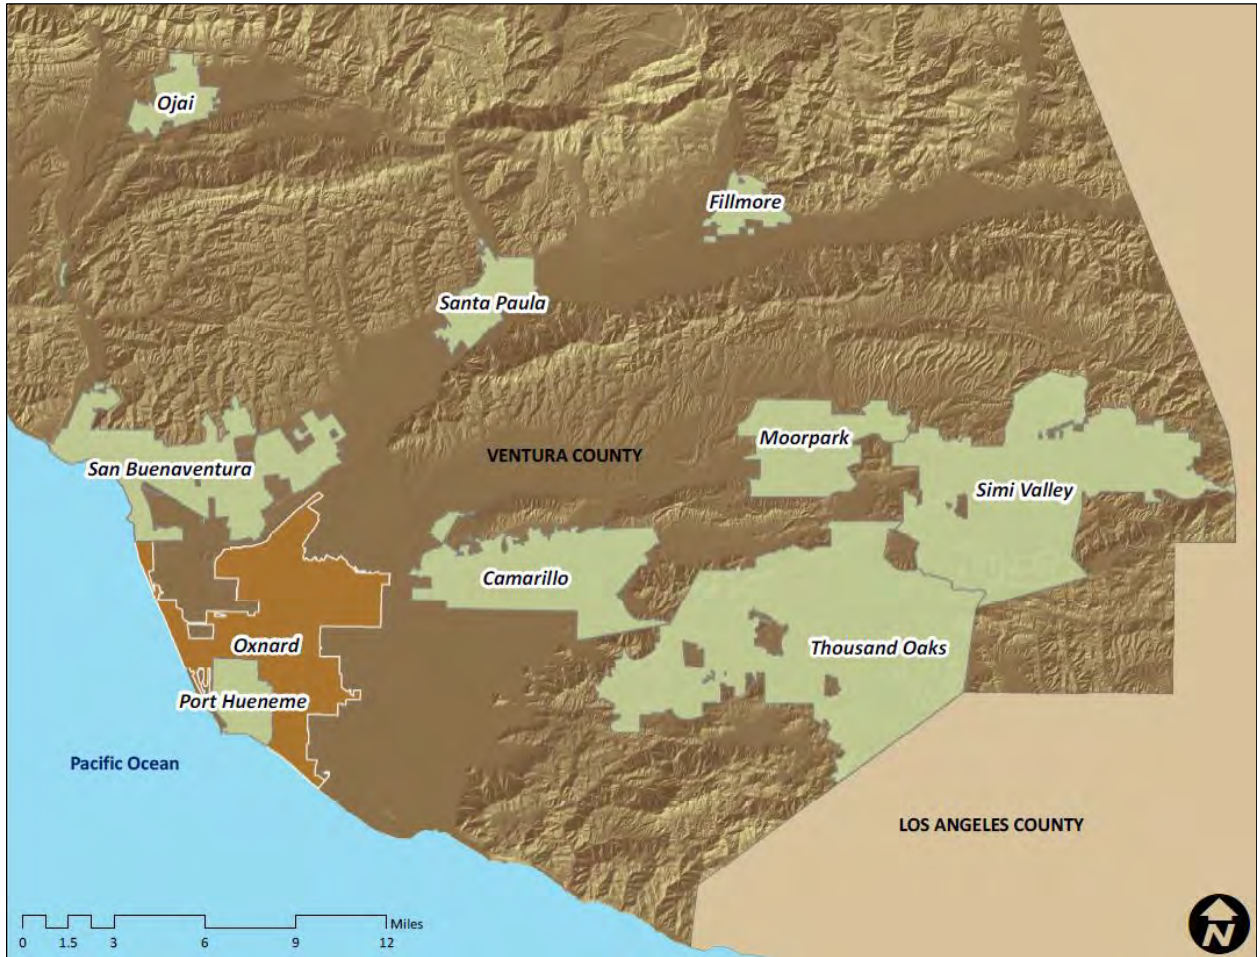 Ojai
Fillmore
Santa Paula
Moorpark
VENTURA COUNTY
San Buenaventura
Simi Valley
Camarillo
Oxnard
Thousand Oaks
Port Hueneme
Pacific Ocean
LOS ANGELES COUNTY
Miles
0 1.5 3 6 9 12
N